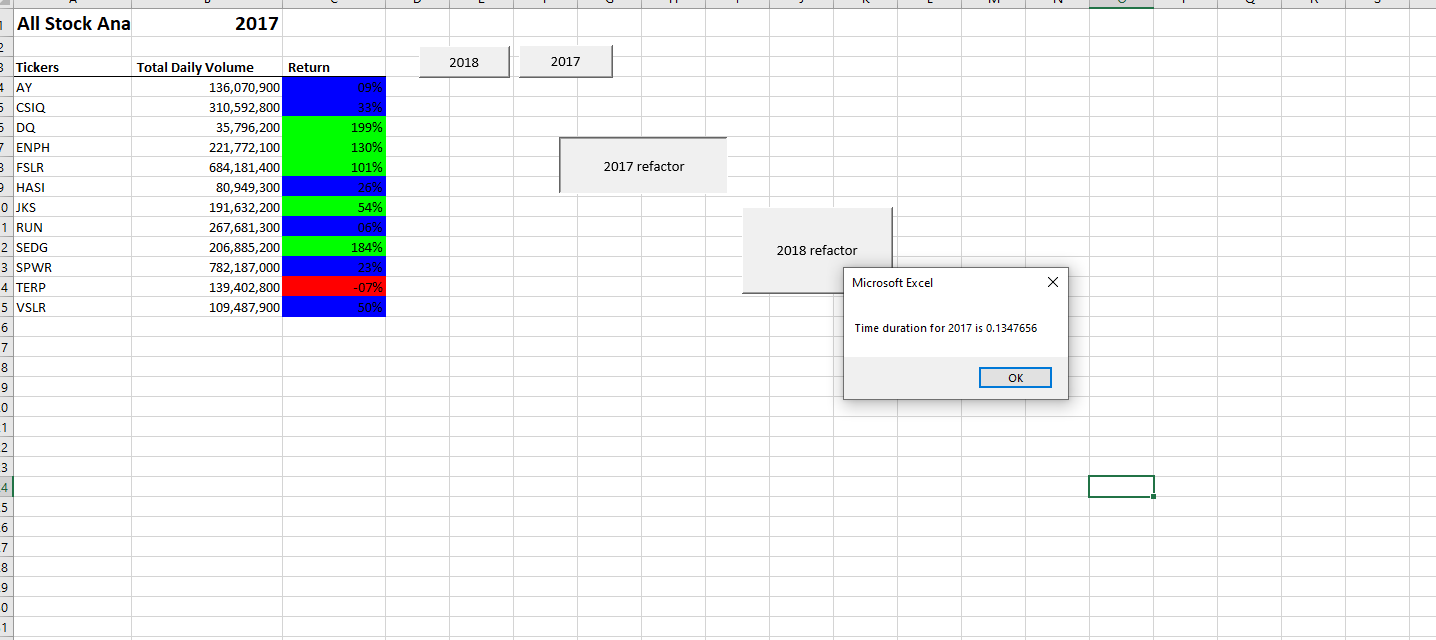 All Stock Ana 2017
2018 2017
Tickers Total Daily Volume Return
AY 136,070,900 09%
CSIQ 310,592,800 33%
DQ 35,796,200 199%
ENPH 221,772,100 130%
2017 refactor
FSLR 684,181,400 101%
HASI 80,949,300 26%
JKS 191,632,200 54%
RUN 267,681,300 06%
SEDG 206,885,200 184%
2018 refactor
SPWR 782,187,000 23%
TERP 139,402,800 -07%
VSLR 109,487,900 50%
Microsoft Excel
Time duration for 2017 is 0.1347656
OK